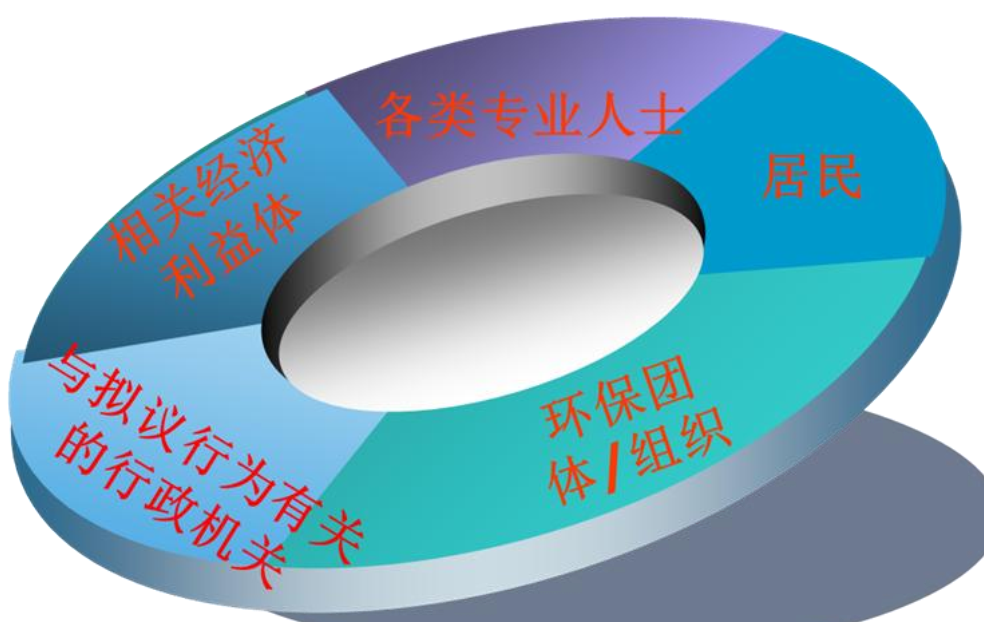 各类专业人士
居民
相关经济
利益体
与拟议行为有关
的行政机关
环保团
体/组织